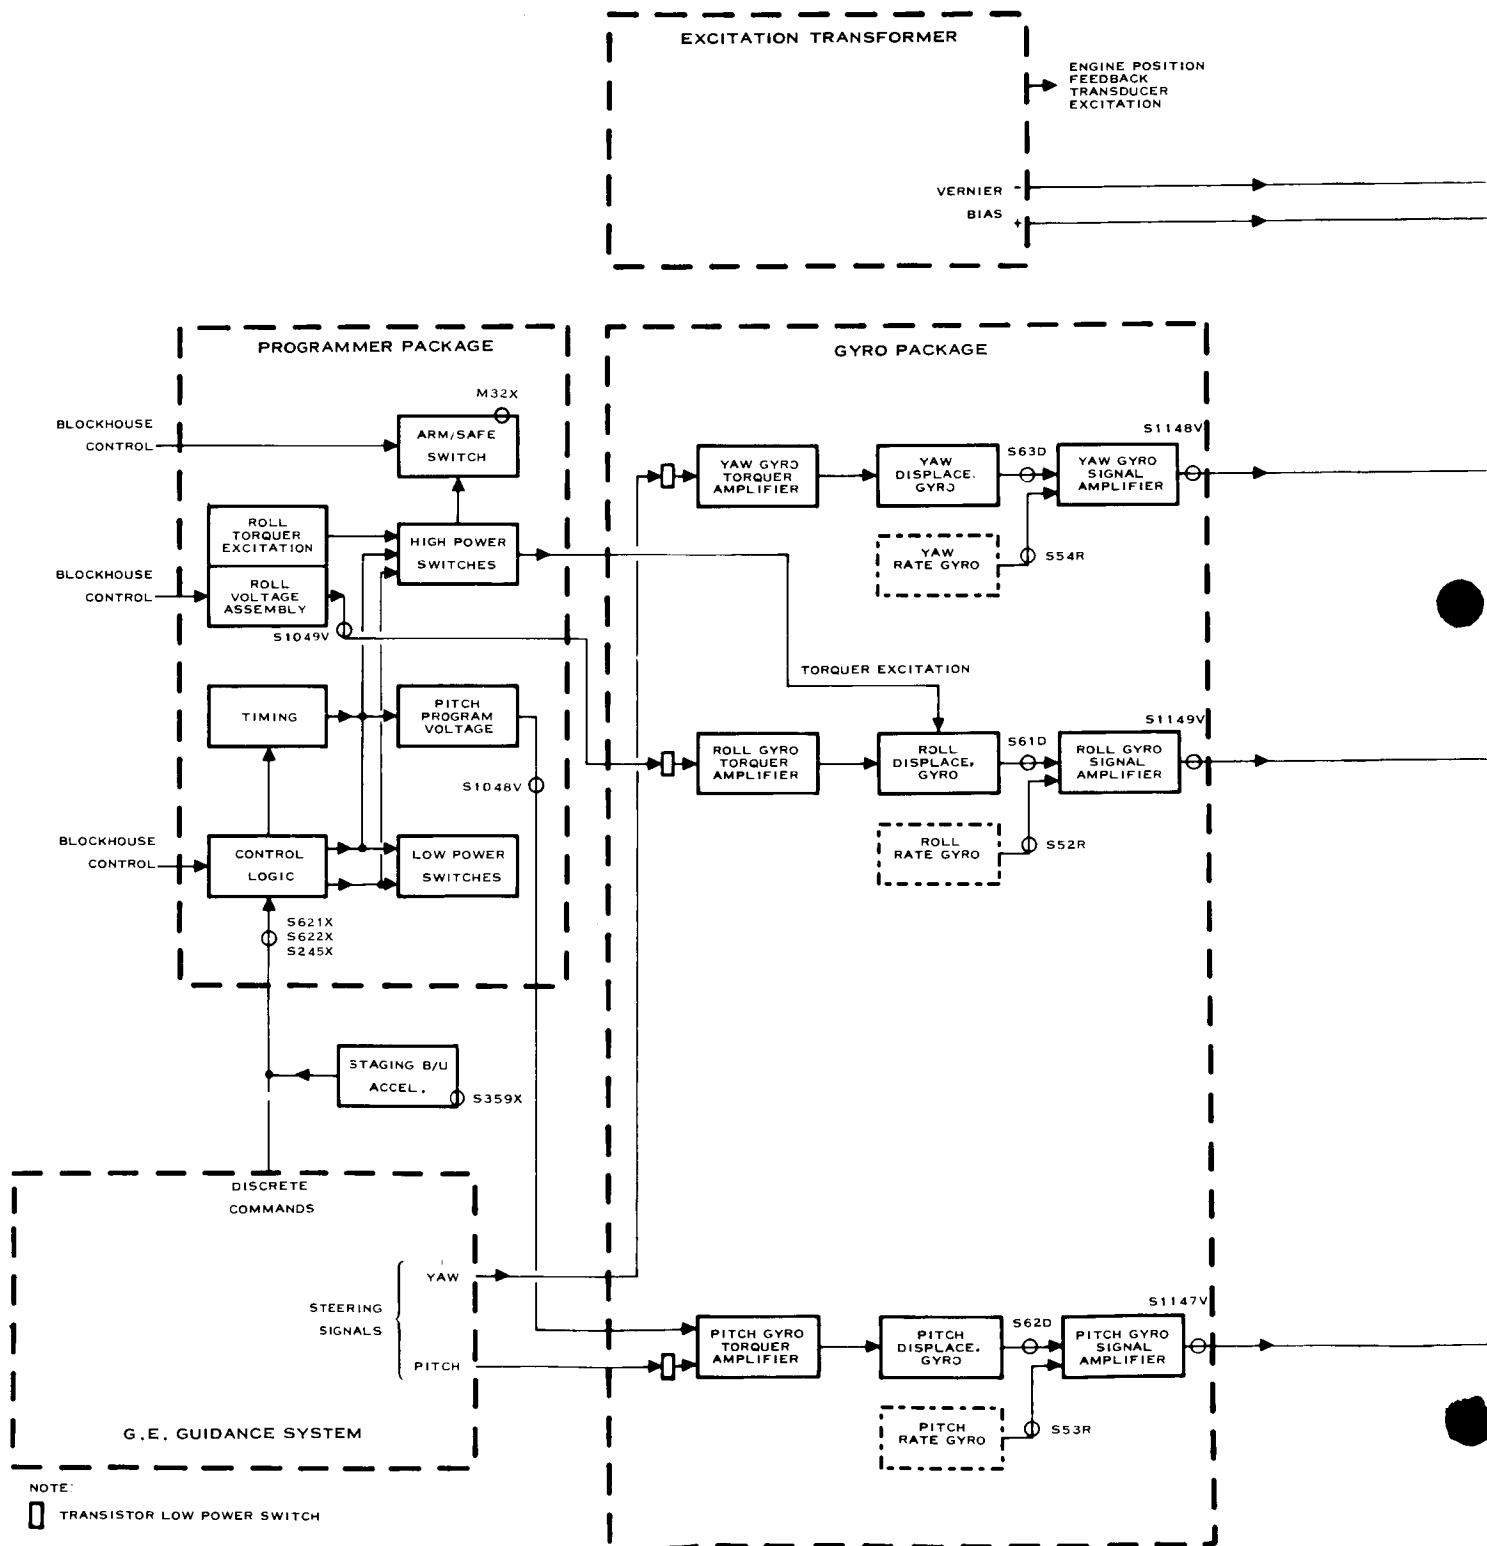 EXCITATION TRANSFORMER
ENGINE POSITION
FEEDBACK
TRANSDUCER
EXCITATION
VERNIER -
BIAS
+
PROGRAMMER PACKAGE
M32X
BLOCKHOUSE
CONTROL
ARM/SAFE
SWITCH
ROLL
TORQUER
EXCITATION
HIGH POWER
SWITCHES
BLOCKHOUSE
CONTROL
ROLL
VOLTAGE
ASSEMBLY
S1049V
TIMING
PITCH
PROGRAM
VOLTAGE
S1048V
BLOCKHOUSE
CONTROL
CONTROL
LOGIC
LOW POWER
SWITCHES
S621X
S622X
S245X
STAGING B/U
ACCEL.
S359X
GYRO PACKAGE
YAW GYRO
TORQUER
AMPLIFIER
YAW
DISPLACE.
GYRO
S63D
YAW GYRO
SIGNAL
AMPLIFIER
S1148V
YAW
RATE GYRO
S54R
TORQUER EXCITATION
ROLL GYRO
TORQUER
AMPLIFIER
ROLL
DISPLACE.
GYRO
S61D
ROLL GYRO
SIGNAL
AMPLIFIER
S1149V
ROLL
RATE GYRO
S52R
DISCRETE
COMMANDS
STEERING
SIGNALS
YAW
PITCH
G.E. GUIDANCE SYSTEM
PITCH GYRO
TORQUER
AMPLIFIER
PITCH
DISPLACE.
GYRO
S62D
PITCH GYRO
SIGNAL
AMPLIFIER
S1147V
PITCH
RATE GYRO
S53R
NOTE:
TRANSISTOR LOW POWER SWITCH